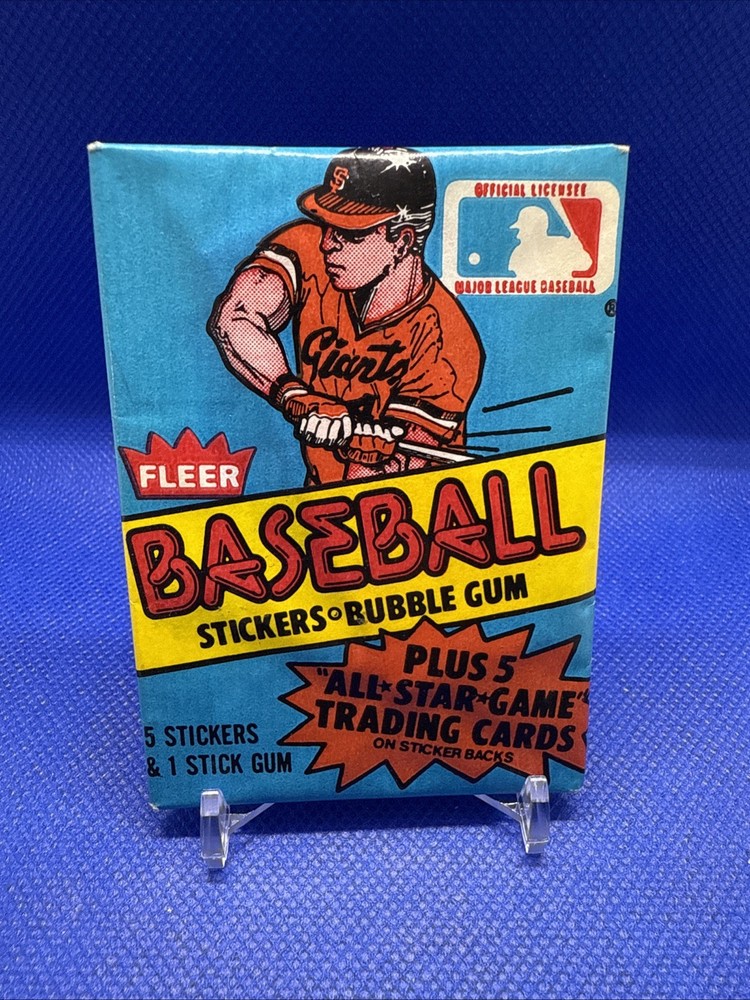 SF
OFFICIAL LICENSEE
MAJOR LEAGUE BASEBALL
®
Giants
FLEER
BASEBALL
STICKERS • BUBBLE GUM
PLUS 5
"ALL★STAR★GAME"
TRADING CARDS
ON STICKER BACKS
5 STICKERS
& 1 STICK GUM